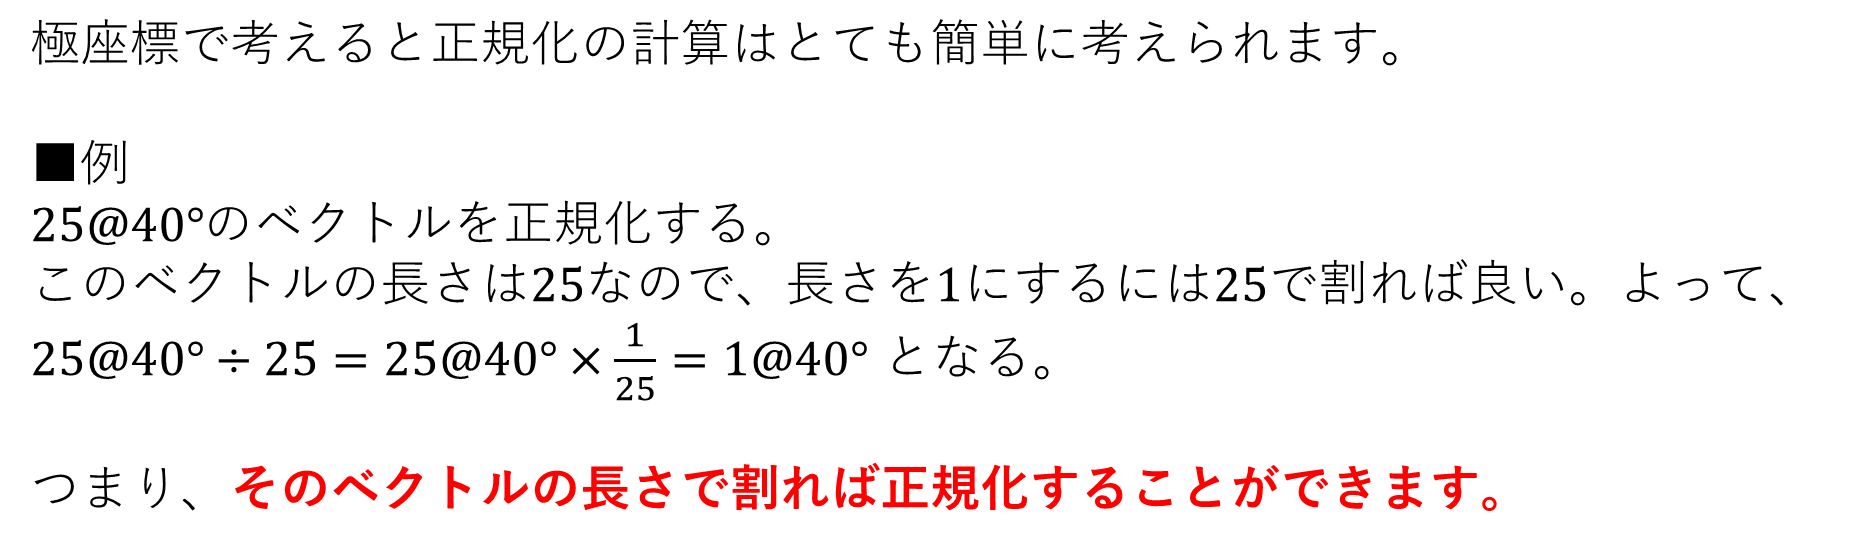 極座標で考えると正規化の計算はとても簡単に考えられます。
■例
25@40°のベクトルを正規化する。
このベクトルの長さは25なので、長さを1にするには25で割れば良い。よって、
25@40° ÷ 25 = 25@40° × 1/25 = 1@40° となる。
つまり、そのベクトルの長さで割れば正規化することができます。